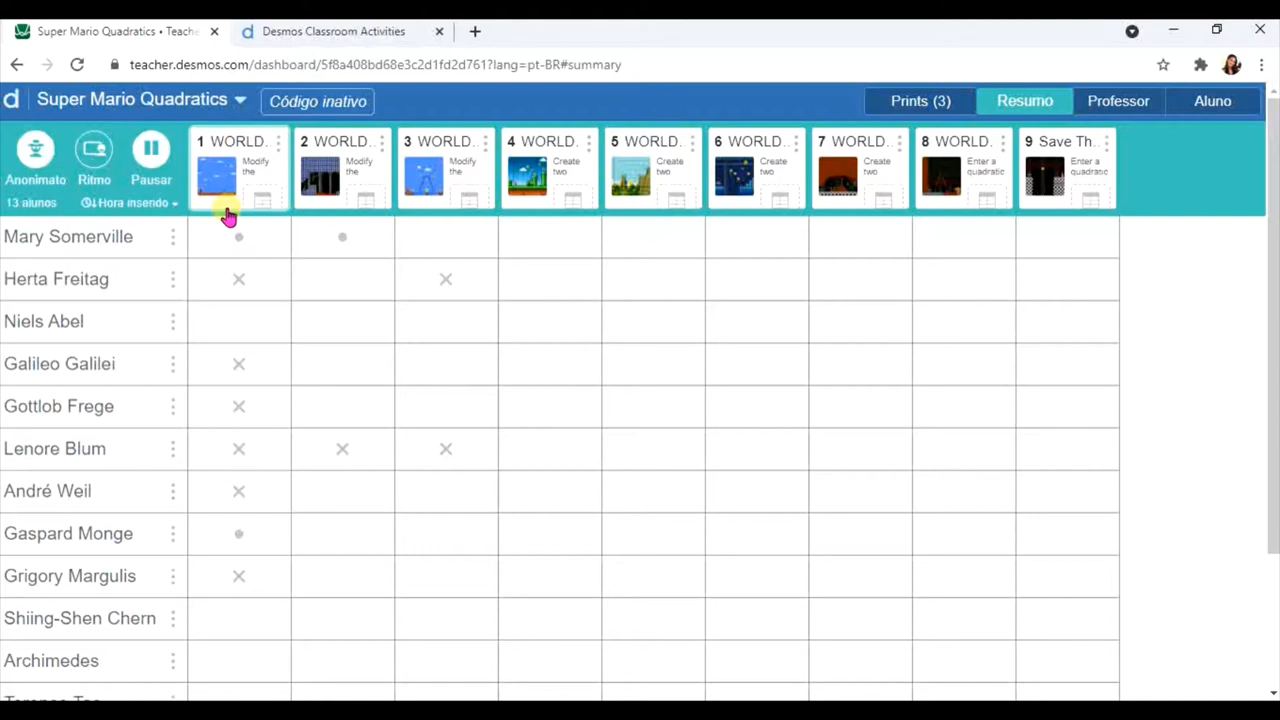 Super Mario Quadratics • Teache
Desmos Classroom Activities
teacher.desmos.com/dashboard/5f8a408bd68e3c2d1fd2d761?lang=pt-BR#summary
d Super Mario Quadratics Código inativo Prints (3) Resumo Professor Aluno
Anonimato Ritmo Pausar
13 alunos Hora insendo
1 WORLD.. Modify the
2 WORLD.. Modify the
3 WORLD.. Modify the
4 WORLD.. Create two
5 WORLD.. Create two
6 WORLD.. Create two
7 WORLD.. Create two
8 WORLD.. Enter a quadratic
9 Save Th.. Enter a quadratic
Mary Somerville
Herta Freitag
Niels Abel
Galileo Galilei
Gottlob Frege
Lenore Blum
André Weil
Gaspard Monge
Grigory Margulis
Shiing-Shen Chern
Archimedes